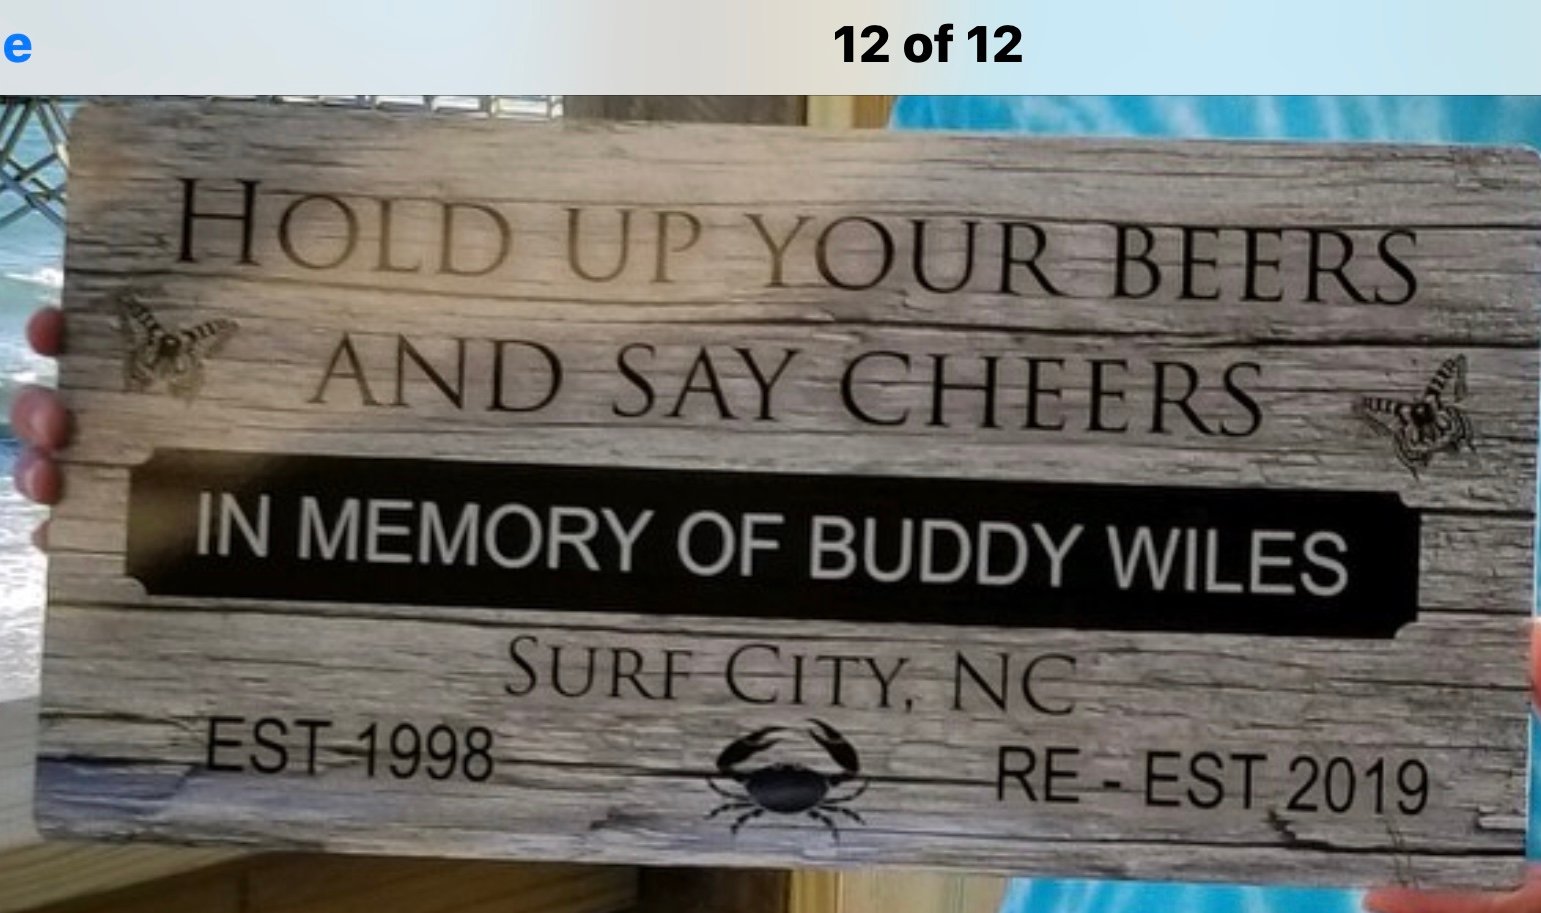 e
12 of 12
HOLD UP YOUR BEERS
AND SAY CHEERS
IN MEMORY OF BUDDY WILES
SURF CITY, NC
EST 1998
RE - EST 2019